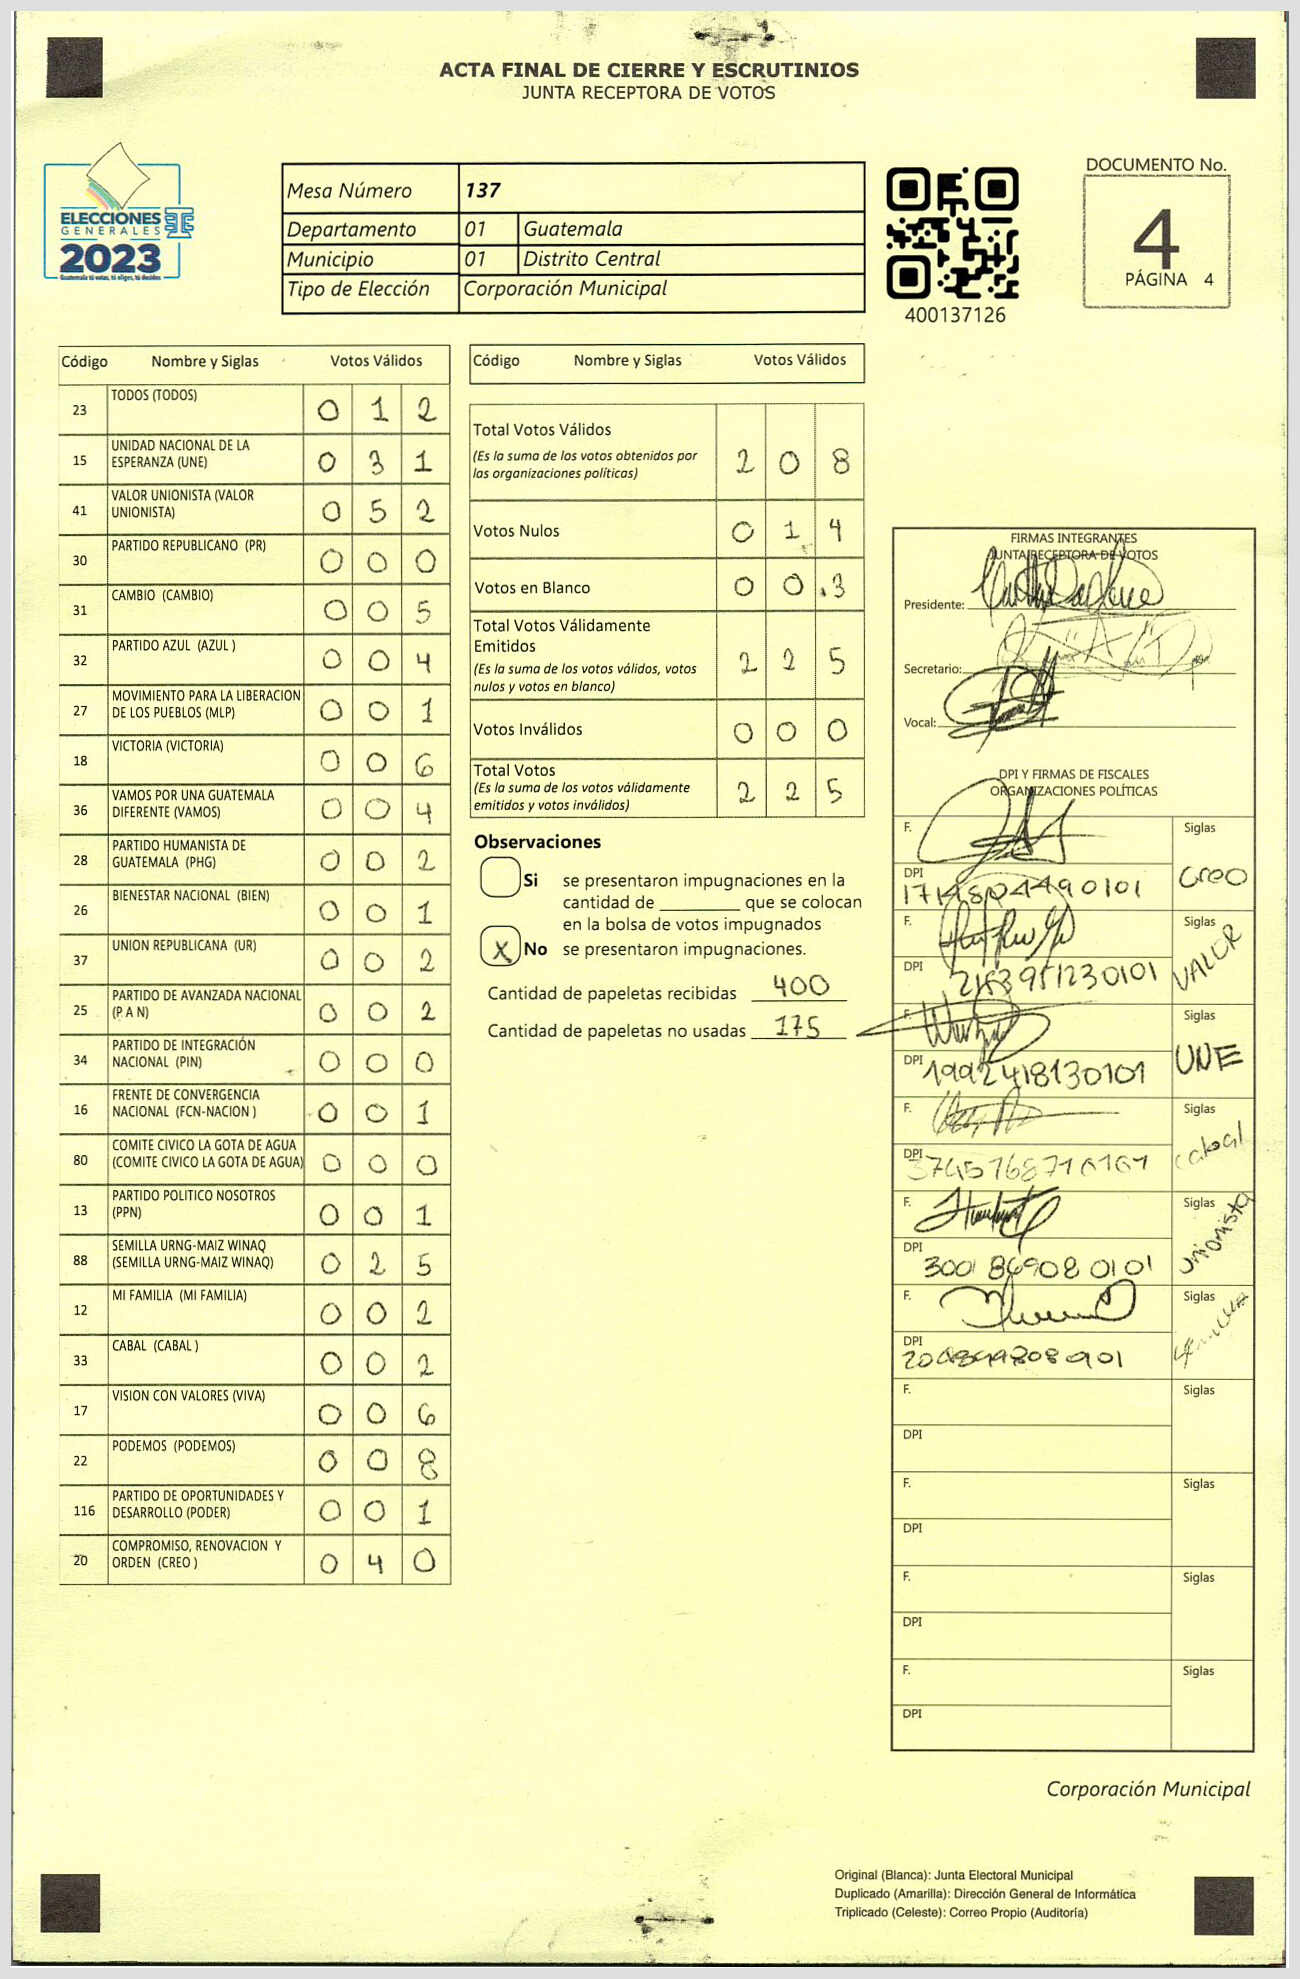 ACTA FINAL DE CIERRE Y ESCRUTINIOS
JUNTA RECEPTORA DE VOTOS
ELECCIONES
GENERALES
2023
Guatemala tú votas, tú eliges, tú decides
Mesa Número 137
Departamento 01 Guatemala
Municipio 01 Distrito Central
Tipo de Elección Corporación Municipal
400137126
DOCUMENTO No.
4
PÁGINA 4
Código Nombre y Siglas Votos Válidos
23 TODOS (TODOS) 0 1 2
15 UNIDAD NACIONAL DE LA ESPERANZA (UNE) 0 3 1
41 VALOR UNIONISTA (VALOR UNIONISTA) 0 5 2
30 PARTIDO REPUBLICANO (PR) 0 0 0
31 CAMBIO (CAMBIO) 0 0 5
32 PARTIDO AZUL (AZUL ) 0 0 4
27 MOVIMIENTO PARA LA LIBERACION DE LOS PUEBLOS (MLP) 0 0 1
18 VICTORIA (VICTORIA) 0 0 6
36 VAMOS POR UNA GUATEMALA DIFERENTE (VAMOS) 0 0 4
28 PARTIDO HUMANISTA DE GUATEMALA (PHG) 0 0 2
26 BIENESTAR NACIONAL (BIEN) 0 0 1
37 UNION REPUBLICANA (UR) 0 0 2
25 PARTIDO DE AVANZADA NACIONAL (P A N) 0 0 2
34 PARTIDO DE INTEGRACIÓN NACIONAL (PIN) 0 0 0
16 FRENTE DE CONVERGENCIA NACIONAL (FCN-NACION ) 0 0 1
80 COMITE CIVICO LA GOTA DE AGUA (COMITE CIVICO LA GOTA DE AGUA) 0 0 0
13 PARTIDO POLITICO NOSOTROS (PPN) 0 0 1
88 SEMILLA URNG-MAIZ WINAQ (SEMILLA URNG-MAIZ WINAQ) 0 2 5
12 MI FAMILIA (MI FAMILIA) 0 0 2
33 CABAL (CABAL ) 0 0 2
17 VISION CON VALORES (VIVA) 0 0 6
22 PODEMOS (PODEMOS) 0 0 8
116 PARTIDO DE OPORTUNIDADES Y DESARROLLO (PODER) 0 0 1
20 COMPROMISO, RENOVACION Y ORDEN (CREO ) 0 4 0
Código Nombre y Siglas Votos Válidos
Total Votos Válidos 2 0 8
(Es la suma de los votos obtenidos por
las organizaciones políticas)
Votos Nulos 0 1 4
Votos en Blanco 0 0 3
Total Votos Válidamente
Emitidos 2 2 5
(Es la suma de los votos válidos, votos
nulos y votos en blanco)
Votos Inválidos 0 0 0
Total Votos 2 2 5
(Es la suma de los votos válidamente
emitidos y votos inválidos)
Observaciones
Si se presentaron impugnaciones en la
cantidad de ________ que se colocan
en la bolsa de votos impugnados
X No se presentaron impugnaciones.
Cantidad de papeletas recibidas 400
Cantidad de papeletas no usadas 175
FIRMAS INTEGRANTES
JUNTA RECEPTORA DE VOTOS
Presidente:
Secretario:
Vocal:
DPI Y FIRMAS DE FISCALES
ORGANIZACIONES POLÍTICAS
F. Siglas
DPI Creo
F. Siglas
DPI VALOR
F. Siglas
DPI 1992418130101 UNE
F. Siglas
DPI cabal
F. Siglas
DPI 3001869080101 unionista
F. Siglas
DPI
F. Siglas
DPI
F. Siglas
DPI
F. Siglas
DPI
F. Siglas
DPI
Corporación Municipal
Original (Blanca): Junta Electoral Municipal
Duplicado (Amarilla): Dirección General de Informática
Triplicado (Celeste): Correo Propio (Auditoría)